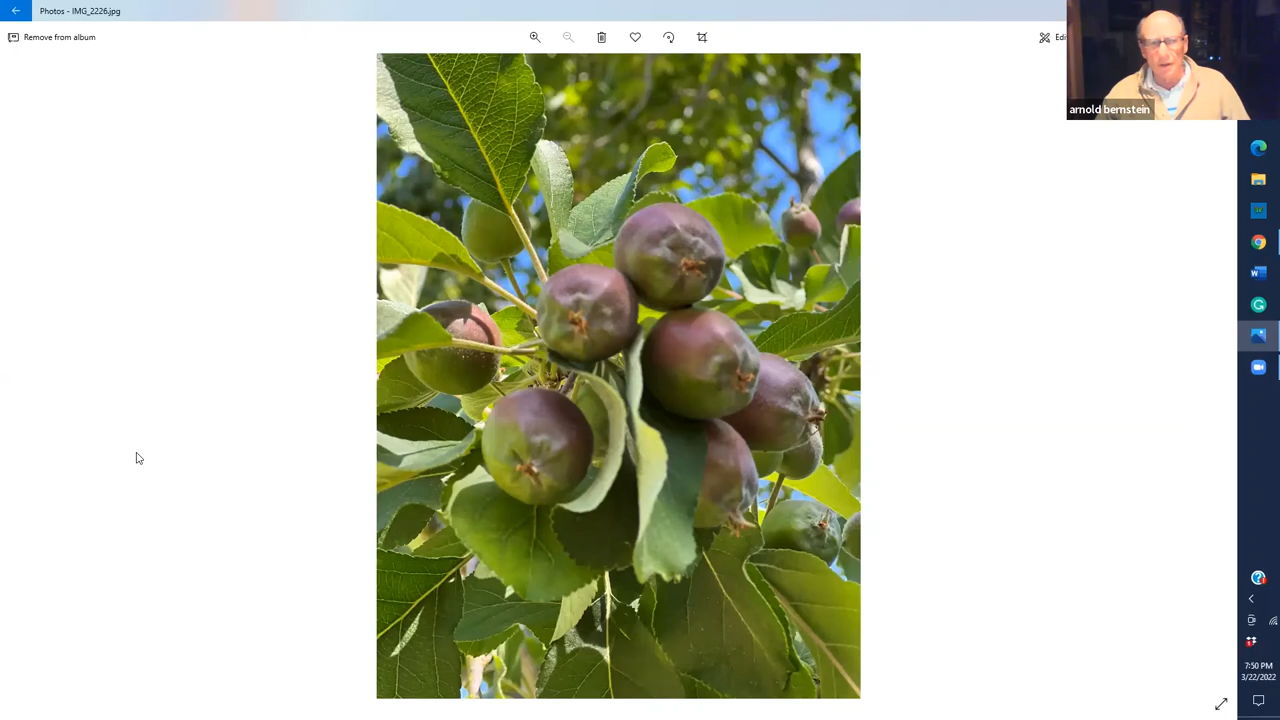 Photos - IMG_2226.jpg
Remove from album
arnold bernstein
7:50 PM
3/22/2022